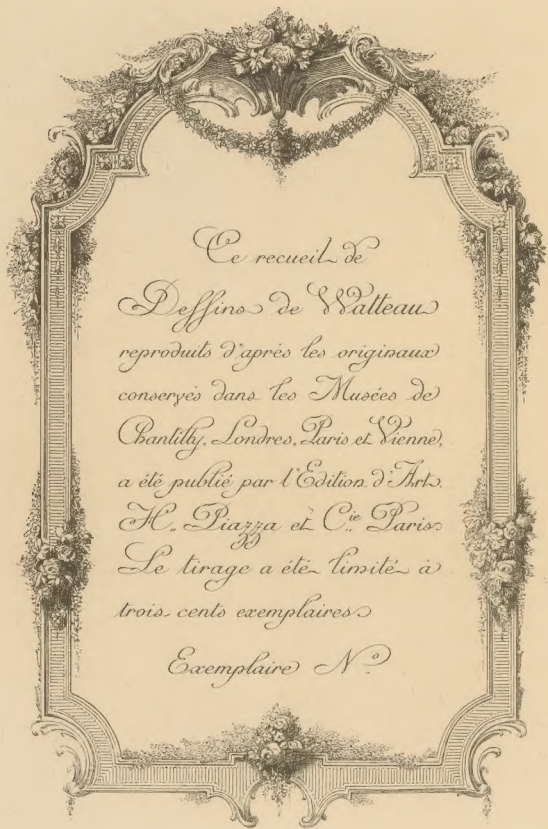 Ce recueil de
Deſſins de Watteau
reproduits d'après les originaux
conservés dans les Musées de
Chantilly, Londres, Paris et Vienne,
a été publié par l'Edition d'Art
H. Piazza et C.ie Paris
Le tirage a été limité à
trois cents exemplaires
Exemplaire N.o